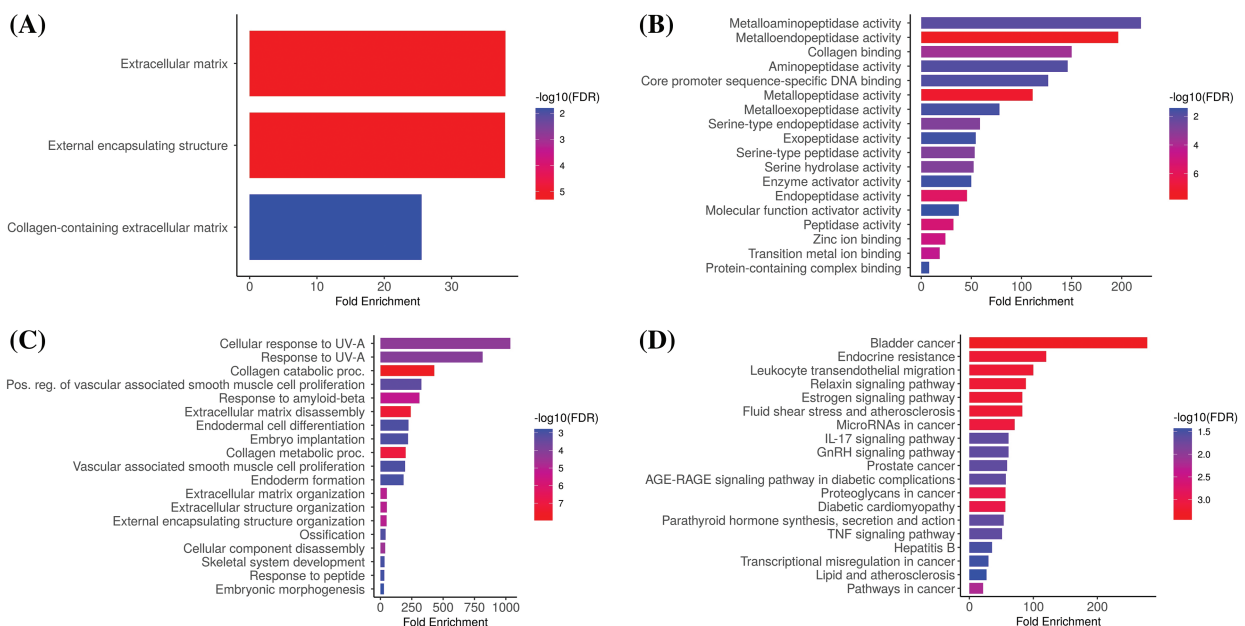 (A)
Extracellular matrix
External encapsulating structure
Collagen-containing extracellular matrix
0 10 20 30
Fold Enrichment
-log10(FDR)
2
3
4
5
(B)
Metalloaminopeptidase activity
Metalloendopeptidase activity
Collagen binding
Aminopeptidase activity
Core promoter sequence-specific DNA binding
Metallopeptidase activity
Metalloexopeptidase activity
Serine-type endopeptidase activity
Exopeptidase activity
Serine-type peptidase activity
Serine hydrolase activity
Enzyme activator activity
Endopeptidase activity
Molecular function activator activity
Peptidase activity
Zinc ion binding
Transition metal ion binding
Protein-containing complex binding
0 50 100 150 200
Fold Enrichment
-log10(FDR)
2
4
6
(C)
Cellular response to UV-A
Response to UV-A
Collagen catabolic proc.
Pos. reg. of vascular associated smooth muscle cell proliferation
Response to amyloid-beta
Extracellular matrix disassembly
Endodermal cell differentiation
Embryo implantation
Collagen metabolic proc.
Vascular associated smooth muscle cell proliferation
Endoderm formation
Extracellular matrix organization
Extracellular structure organization
External encapsulating structure organization
Ossification
Cellular component disassembly
Skeletal system development
Response to peptide
Embryonic morphogenesis
0 250 500 750 1000
Fold Enrichment
-log10(FDR)
3
4
5
6
7
(D)
Bladder cancer
Endocrine resistance
Leukocyte transendothelial migration
Relaxin signaling pathway
Estrogen signaling pathway
Fluid shear stress and atherosclerosis
MicroRNAs in cancer
IL-17 signaling pathway
GnRH signaling pathway
Prostate cancer
AGE-RAGE signaling pathway in diabetic complications
Proteoglycans in cancer
Diabetic cardiomyopathy
Parathyroid hormone synthesis, secretion and action
TNF signaling pathway
Hepatitis B
Transcriptional misregulation in cancer
Lipid and atherosclerosis
Pathways in cancer
0 100 200
Fold Enrichment
-log10(FDR)
1.5
2.0
2.5
3.0